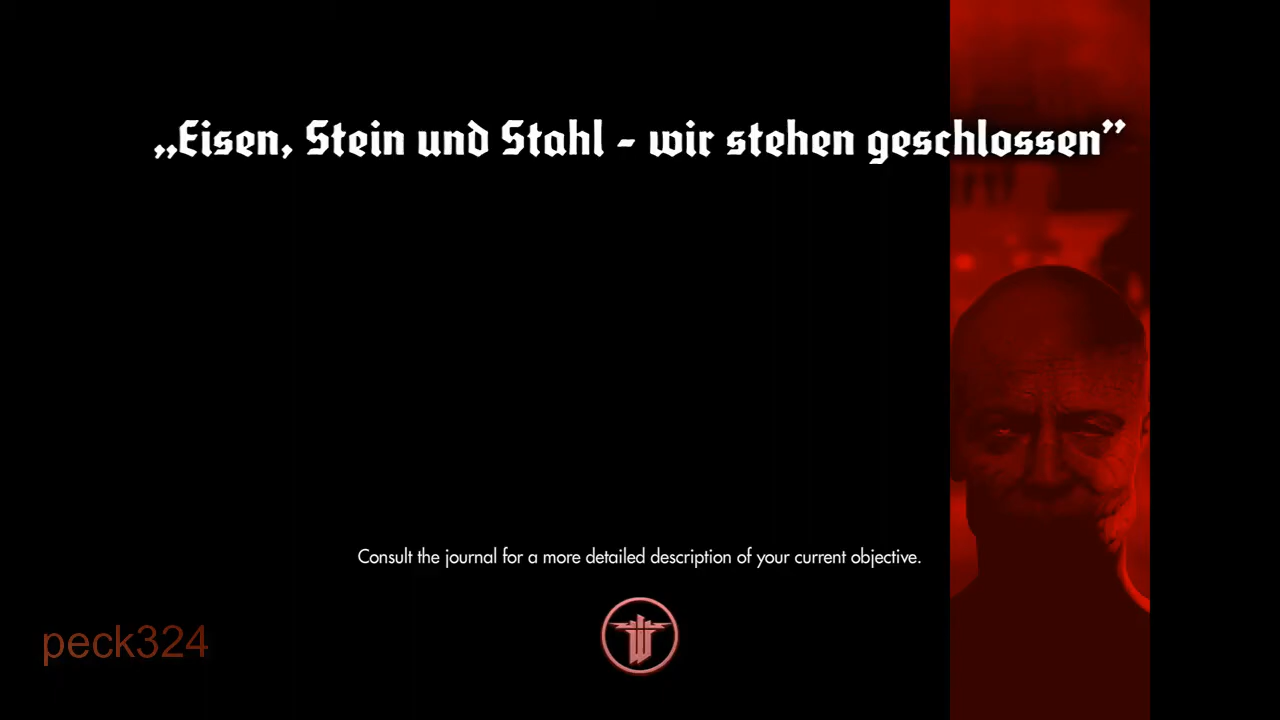 „Eisen, Stein und Stahl - wir stehen geschlossen”
Consult the journal for a more detailed description of your current objective.
peck324